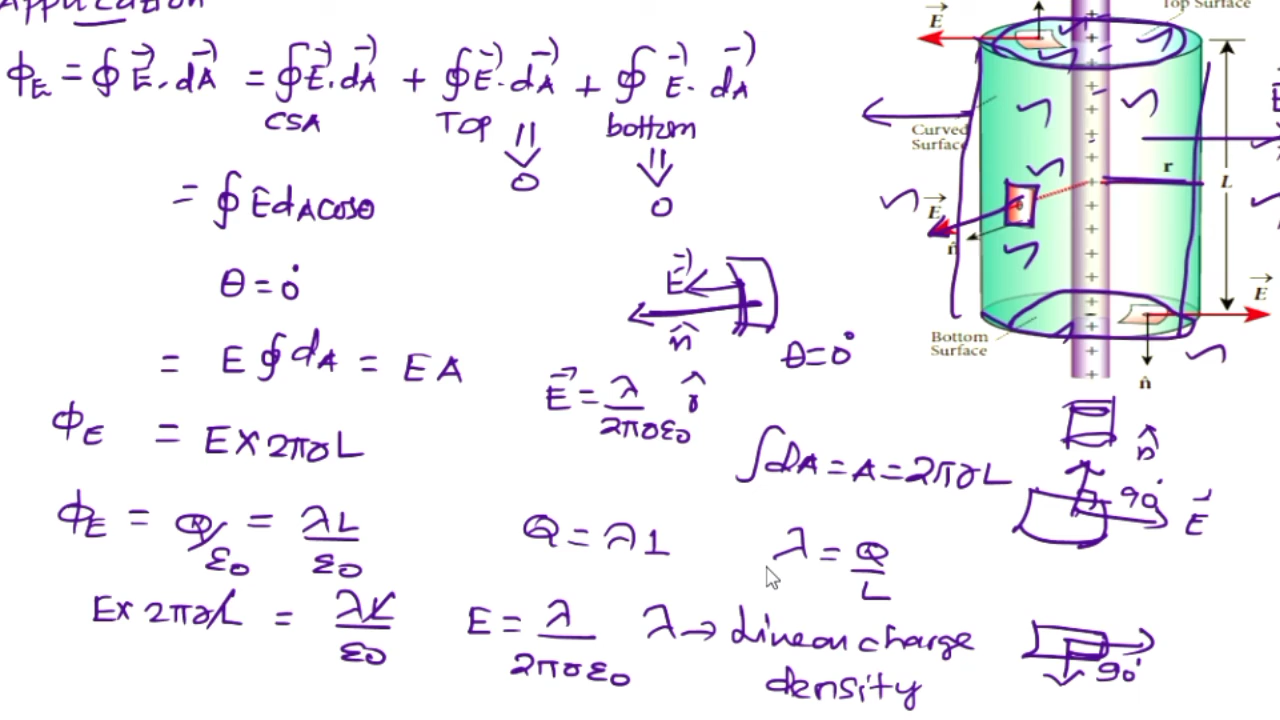 Application
ϕE = ∮E⃗.dA⃗ = ∮E⃗.dA⃗ + ∮E⃗.dA⃗ + ∮E⃗.dA⃗
CSA Top bottom
|| ||
0 0
= ∮EdAcosθ
θ = 0°
= E∮dA = EA
ϕE = E×2πrL
ϕE = Q/ε0 = λL/ε0
E×2πrL = λL/ε0
E⃗
n̂
θ=0°
E⃗ = λ/2πrε0 r̂
∫dA = A = 2πrL
Q = λL
λ = Q/L
E = λ/2πrε0
λ → Linear charge
density
E⃗
Top Surface
Curved
Surface
r
L
E⃗
n̂
E⃗
Bottom
Surface
n̂
n̂
90°
E⃗
90°